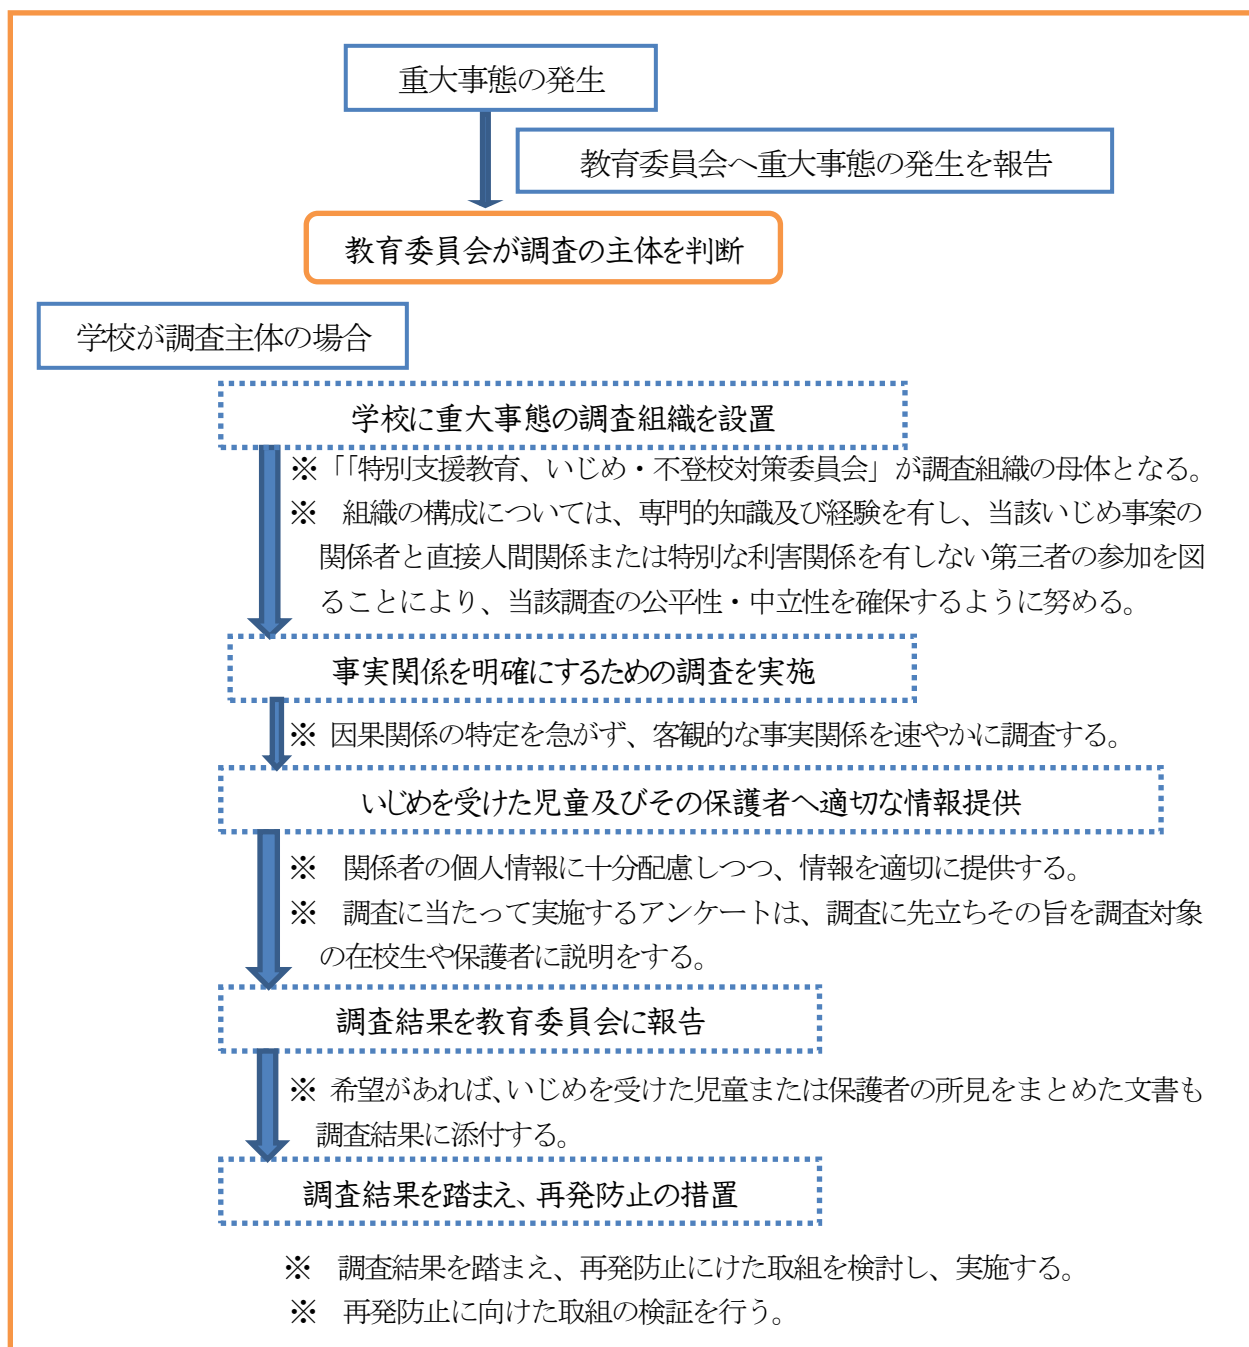 重大事態の発生
教育委員会へ重大事態の発生を報告
教育委員会が調査の主体を判断
学校が調査主体の場合
学校に重大事態の調査組織を設置
※「「特別支援教育、いじめ・不登校対策委員会」が調査組織の母体となる。
※　組織の構成については、専門的知識及び経験を有し、当該いじめ事案の
関係者と直接人間関係または特別な利害関係を有しない第三者の参加を図
ることにより、当該調査の公平性・中立性を確保するように努める。
事実関係を明確にするための調査を実施
※ 因果関係の特定を急がず、客観的な事実関係を速やかに調査する。
いじめを受けた児童及びその保護者へ適切な情報提供
※　関係者の個人情報に十分配慮しつつ、情報を適切に提供する。
※　調査に当たって実施するアンケートは、調査に先立ちその旨を調査対象
の在校生や保護者に説明をする。
調査結果を教育委員会に報告
※ 希望があれば、いじめを受けた児童または保護者の所見をまとめた文書も
調査結果に添付する。
調査結果を踏まえ、再発防止の措置
※　調査結果を踏まえ、再発防止にけた取組を検討し、実施する。
※　再発防止に向けた取組の検証を行う。